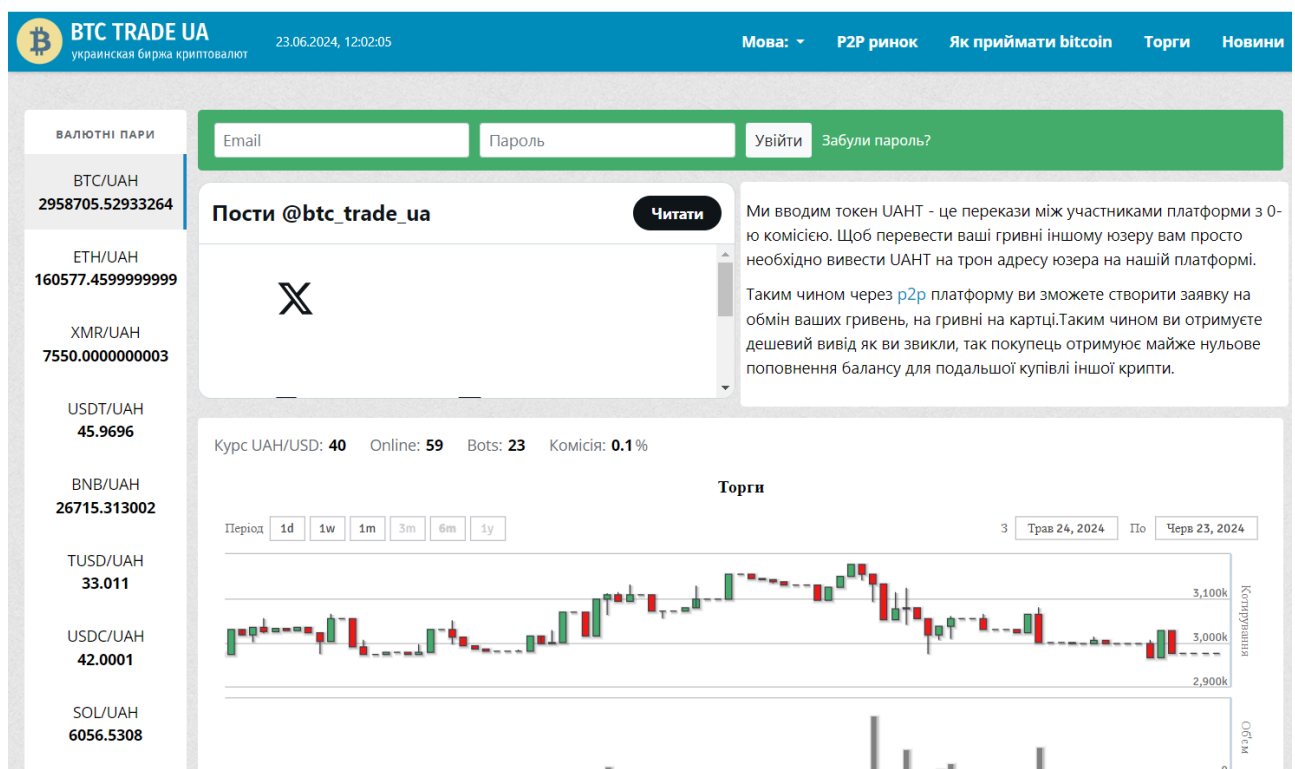 BTC TRADE UA
украинская биржа криптовалют
23.06.2024, 12:02:05
Мова:
P2P ринок
Як приймати bitcoin
Торги
Новини
ВАЛЮТНІ ПАРИ
BTC/UAH
2958705.52933264
ETH/UAH
160577.4599999999
XMR/UAH
7550.0000000003
USDT/UAH
45.9696
BNB/UAH
26715.313002
TUSD/UAH
33.011
USDC/UAH
42.0001
SOL/UAH
6056.5308
Email
Пароль
Увійти
Забули пароль?
Пости @btc_trade_ua
Читати
Ми вводим токен UAHT - це перекази між участниками платформи з 0-
ю комісією. Щоб перевести ваші гривні іншому юзеру вам просто
необхідно вивести UAHT на трон адресу юзера на нашій платформі.
Таким чином через p2p платформу ви зможете створити заявку на
обмін ваших гривень, на гривні на картці.Таким чином ви отримуєте
дешевий вивід як ви звикли, так покупець отримуює майже нульове
поповнення балансу для подальшої купівлі іншої крипти.
Курс UAH/USD: 40 Online: 59 Bots: 23 Комісія: 0.1%
Торги
Період 1d 1w 1m 3m 6m 1y
З Трав 24, 2024 По Черв 23, 2024
3,100k
3,000k
2,900k
Котирування
Об'єм